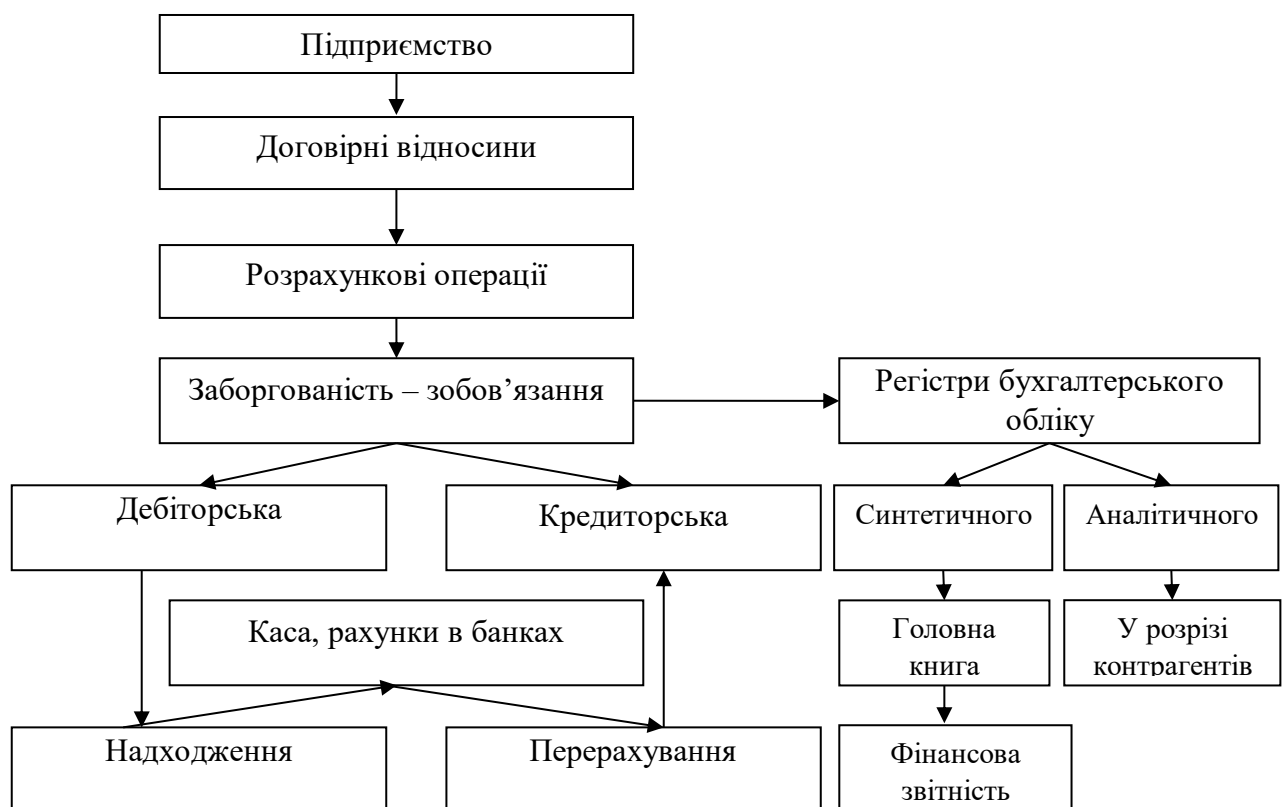 Підприємство
Договірні відносини
Розрахункові операції
Заборгованість – зобов’язання
Регістри бухгалтерського
обліку
Дебіторська
Кредиторська
Синтетичного
Аналітичного
Каса, рахунки в банках
Головна
книга
У розрізі
контрагентів
Надходження
Перерахування
Фінансова
звітність